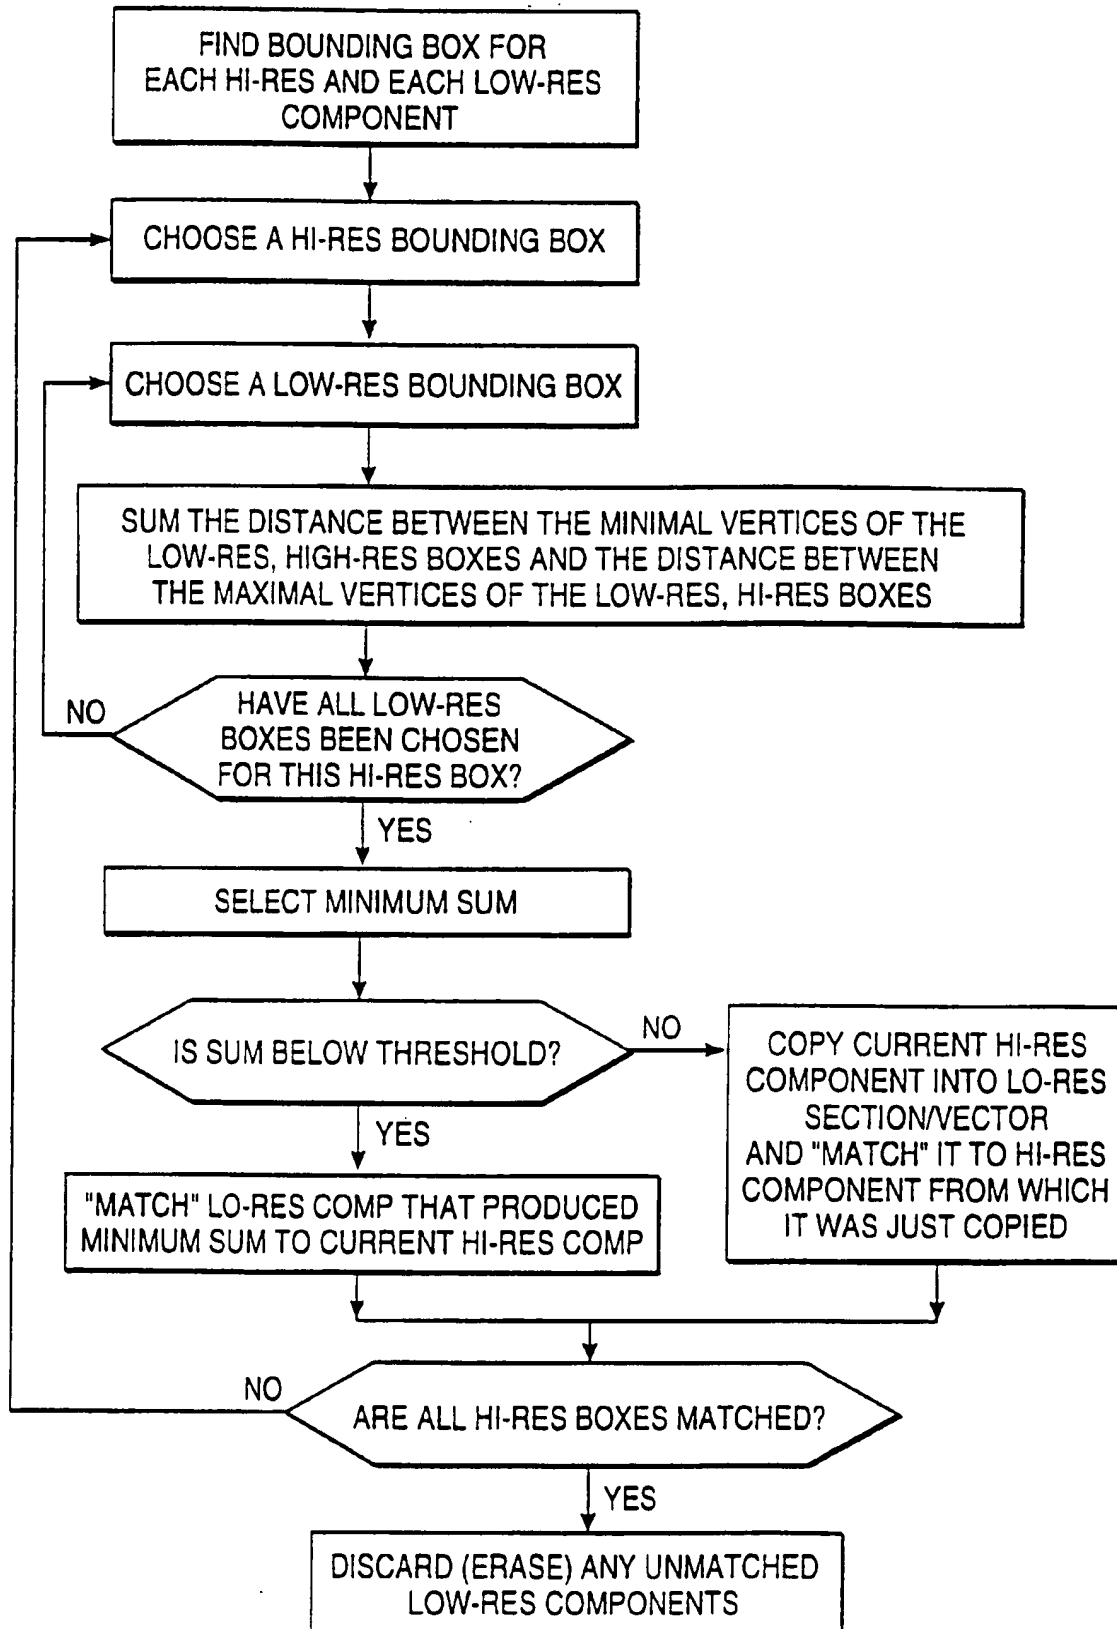 FIND BOUNDING BOX FOR
EACH HI-RES AND EACH LOW-RES
COMPONENT
CHOOSE A HI-RES BOUNDING BOX
CHOOSE A LOW-RES BOUNDING BOX
SUM THE DISTANCE BETWEEN THE MINIMAL VERTICES OF THE
LOW-RES, HIGH-RES BOXES AND THE DISTANCE BETWEEN
THE MAXIMAL VERTICES OF THE LOW-RES, HI-RES BOXES
NO
HAVE ALL LOW-RES
BOXES BEEN CHOSEN
FOR THIS HI-RES BOX?
YES
SELECT MINIMUM SUM
IS SUM BELOW THRESHOLD?
NO
YES
COPY CURRENT HI-RES
COMPONENT INTO LO-RES
SECTION/VECTOR
AND "MATCH" IT TO HI-RES
COMPONENT FROM WHICH
IT WAS JUST COPIED
"MATCH" LO-RES COMP THAT PRODUCED
MINIMUM SUM TO CURRENT HI-RES COMP
NO
ARE ALL HI-RES BOXES MATCHED?
YES
DISCARD (ERASE) ANY UNMATCHED
LOW-RES COMPONENTS